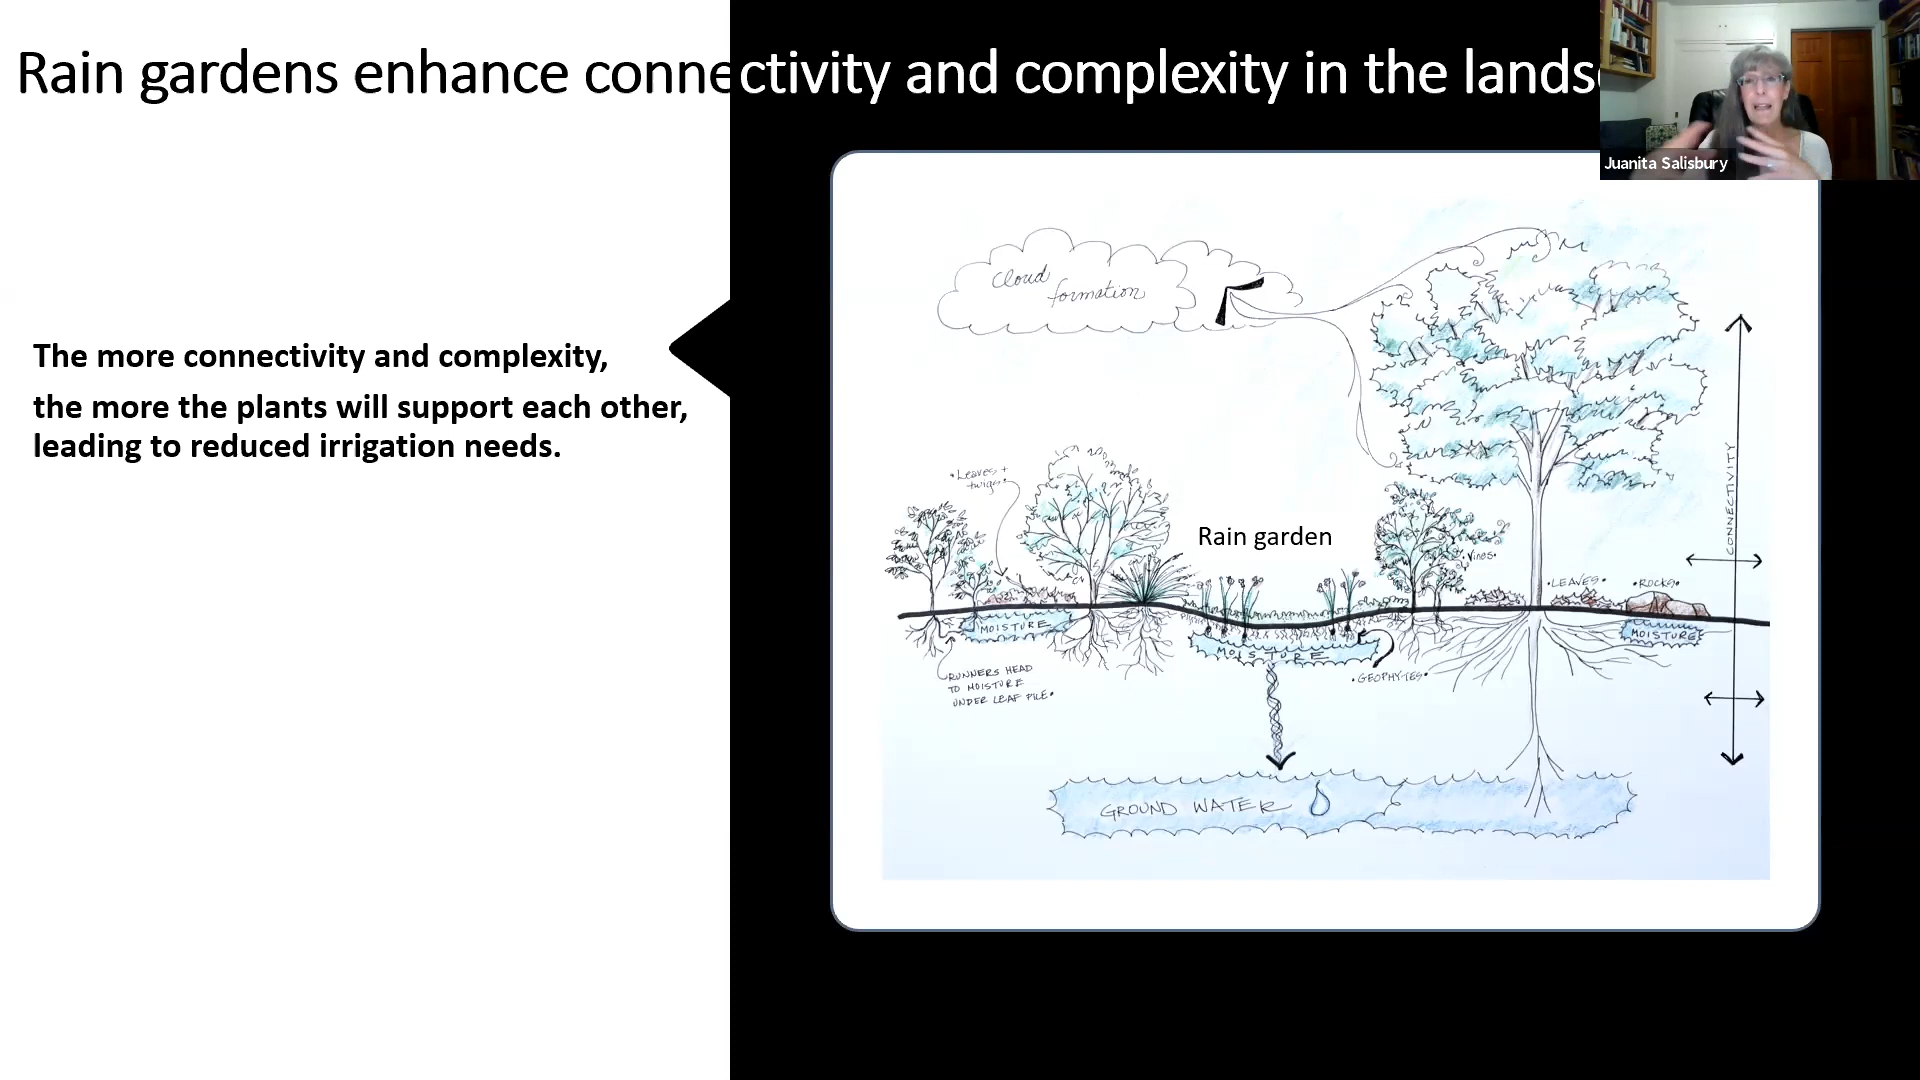 Rain gardens enhance connectivity and complexity in the lands
Juanita Salisbury
The more connectivity and complexity,
the more the plants will support each other,
leading to reduced irrigation needs.
Cloud
formation
•Leaves +
twigs•
Rain garden
•Vines•
•LEAVES•
•ROCKS•
CONNECTIVITY
MOISTURE
MOISTURE
MOISTURE
RUNNERS HEAD
TO MOISTURE
UNDER LEAF PILE•
•GEOPHYTES•
GROUND WATER